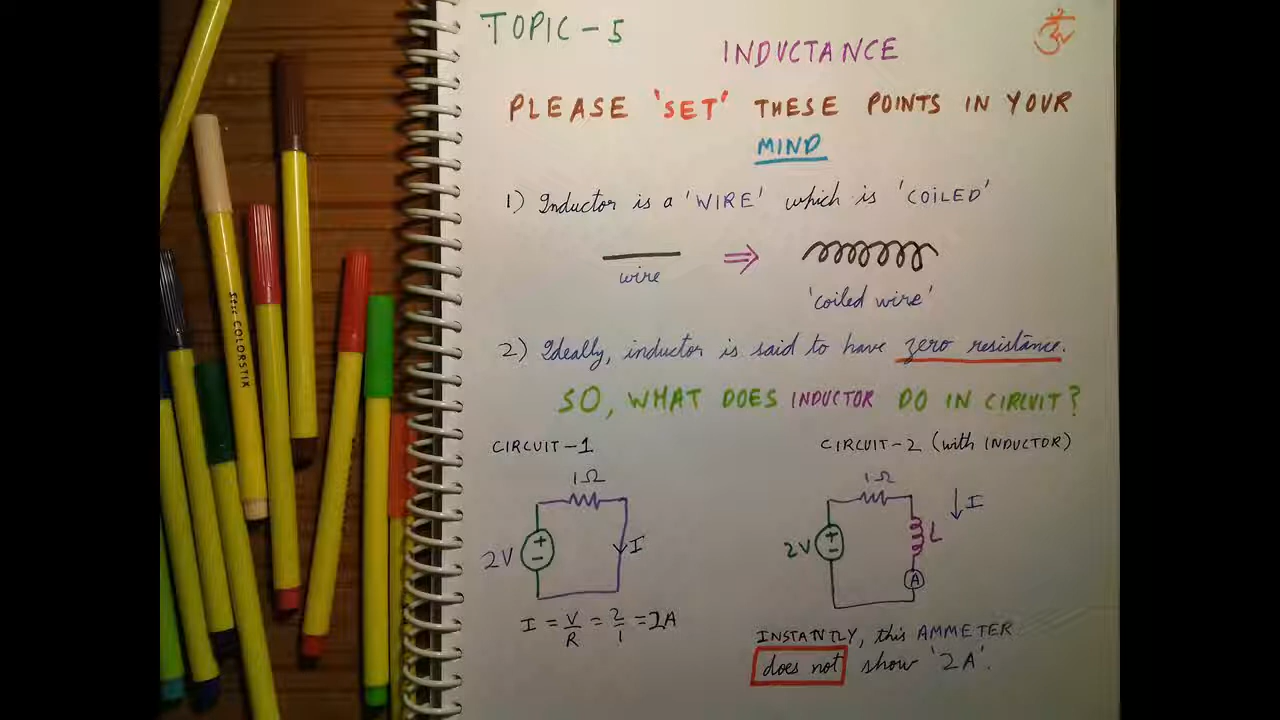 TOPIC - 5
ॐ
INDUCTANCE
PLEASE 'SET' THESE POINTS IN YOUR
MIND
1) Inductor is a 'WIRE' which is 'COILED'
wire
⇒
'coiled wire'
2) Ideally, inductor is said to have zero resistance.
SO, WHAT DOES INDUCTOR DO IN CIRCUIT?
CIRCUIT-1
1Ω
2V
+
-
I
I = V/R = 2/1 = 2A
CIRCUIT-2 (with INDUCTOR)
1Ω
I
2V
+
-
L
A
INSTANTLY, this AMMETER
does not show '2A'.
STIC COLORSTIX